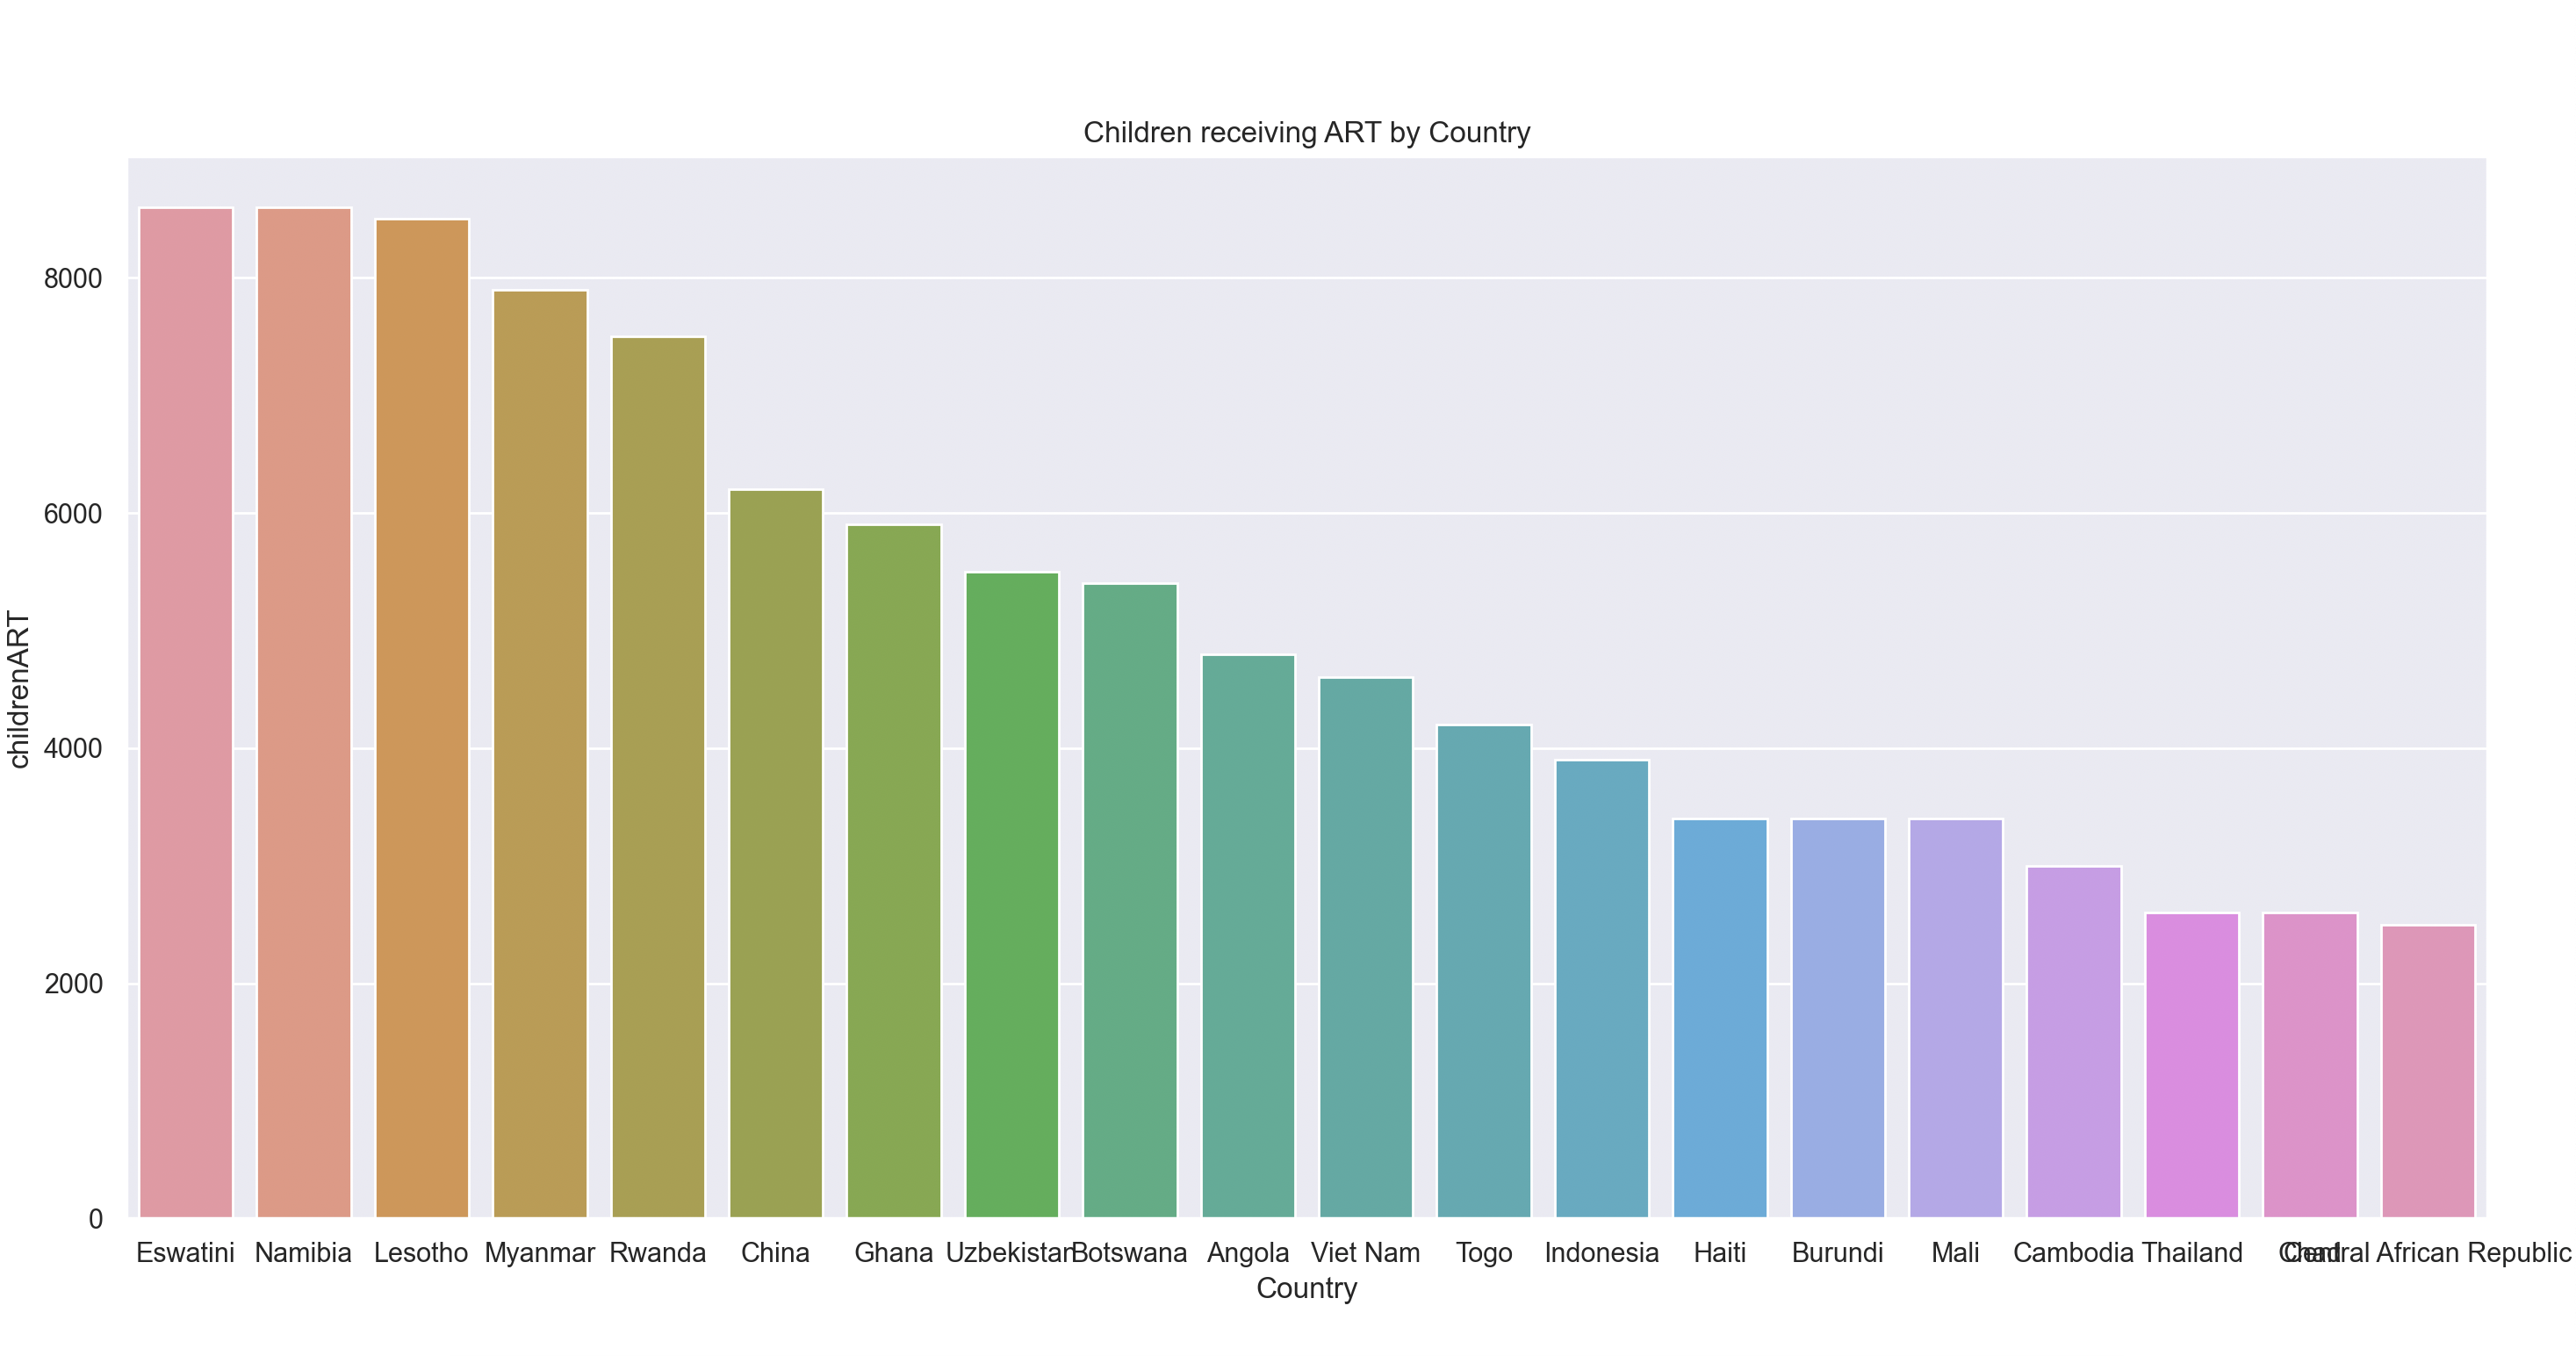 Children receiving ART by Country
childrenART
8000
6000
4000
2000
0
Eswatini Namibia Lesotho Myanmar Rwanda China Ghana Uzbekistan Botswana Angola Viet Nam Togo Indonesia Haiti Burundi Mali Cambodia Thailand Chad Central African Republic
Country